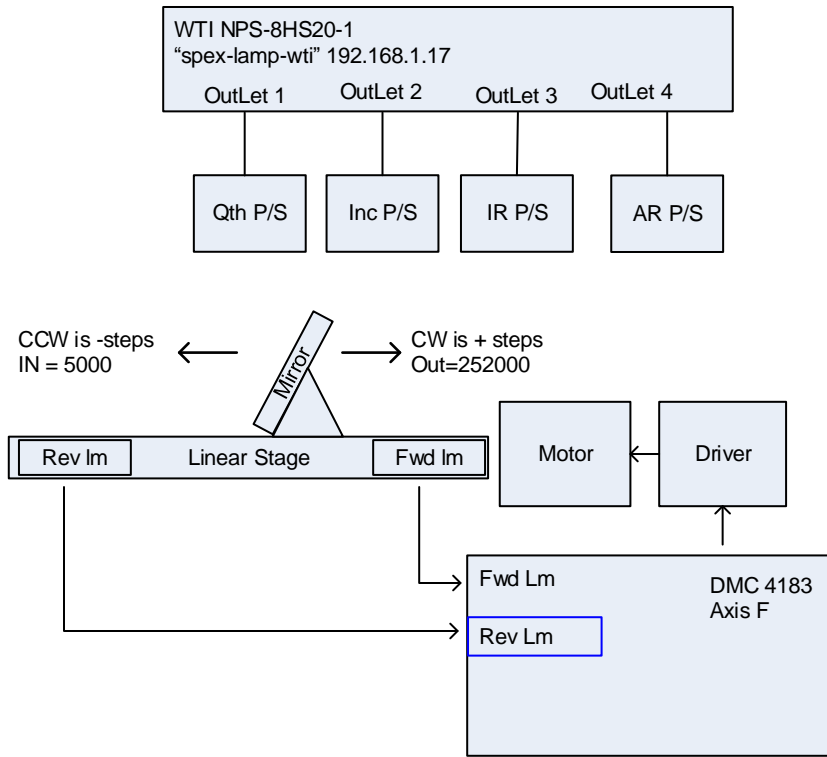 WTI NPS-8HS20-1
“spex-lamp-wti” 192.168.1.17
OutLet 1 OutLet 2 OutLet 3 OutLet 4
Qth P/S Inc P/S IR P/S AR P/S
CCW is -steps
IN = 5000
Mirror
CW is + steps
Out=252000
Rev lm Linear Stage Fwd lm Motor Driver
Fwd Lm
DMC 4183
Axis F
Rev Lm